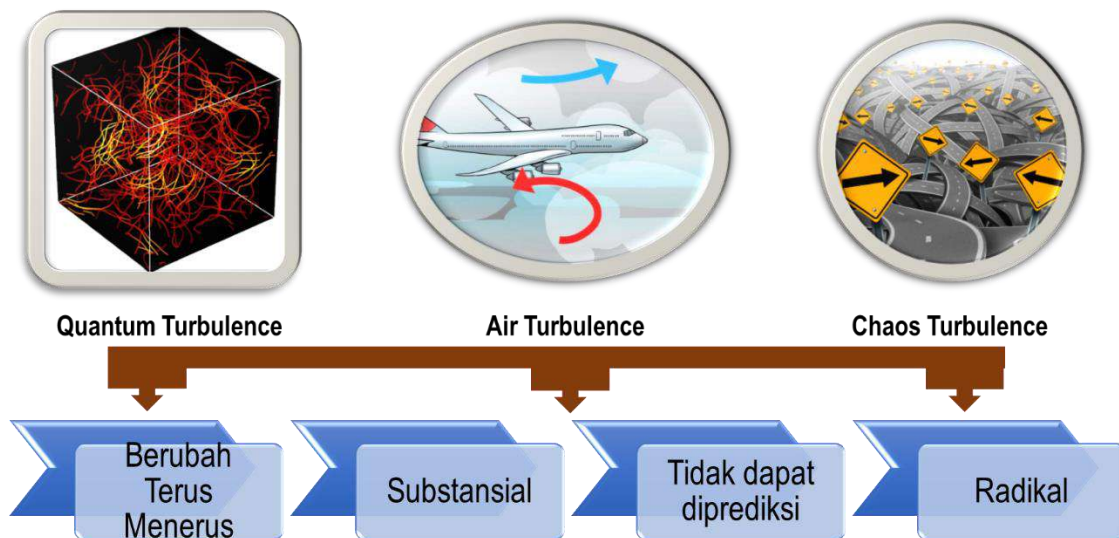 Quantum Turbulence
Air Turbulence
Chaos Turbulence
Berubah
Terus
Menerus
Substansial
Tidak dapat
diprediksi
Radikal